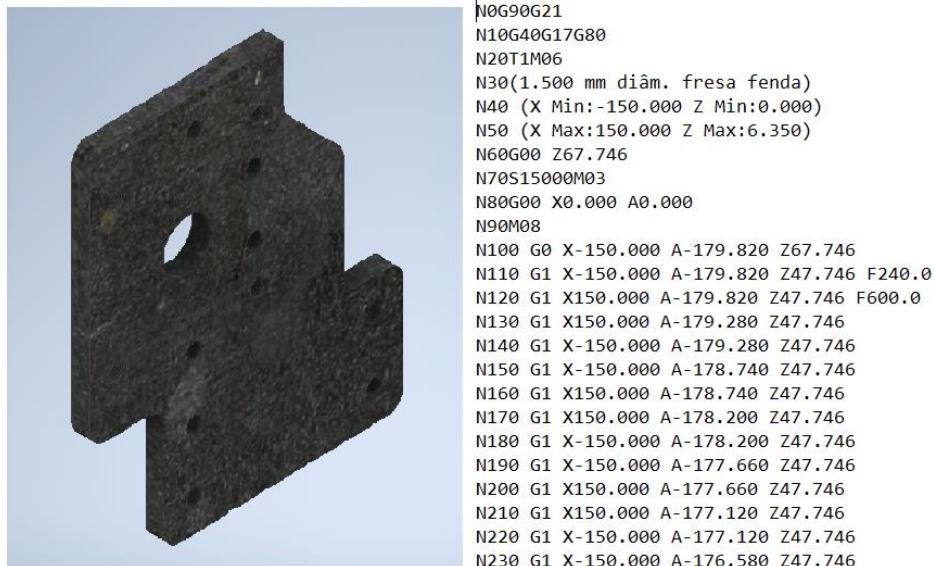 N0G90G21
N10G40G17G80
N20T1M06
N30(1.500 mm diâm. fresa fenda)
N40 (X Min:-150.000 Z Min:0.000)
N50 (X Max:150.000 Z Max:6.350)
N60G00 Z67.746
N70S15000M03
N80G00 X0.000 A0.000
N90M08
N100 G0 X-150.000 A-179.820 Z67.746
N110 G1 X-150.000 A-179.820 Z47.746 F240.0
N120 G1 X150.000 A-179.820 Z47.746 F600.0
N130 G1 X150.000 A-179.280 Z47.746
N140 G1 X-150.000 A-179.280 Z47.746
N150 G1 X-150.000 A-178.740 Z47.746
N160 G1 X150.000 A-178.740 Z47.746
N170 G1 X150.000 A-178.200 Z47.746
N180 G1 X-150.000 A-178.200 Z47.746
N190 G1 X-150.000 A-177.660 Z47.746
N200 G1 X150.000 A-177.660 Z47.746
N210 G1 X150.000 A-177.120 Z47.746
N220 G1 X-150.000 A-177.120 Z47.746
N230 G1 X-150.000 A-176.580 Z47.746